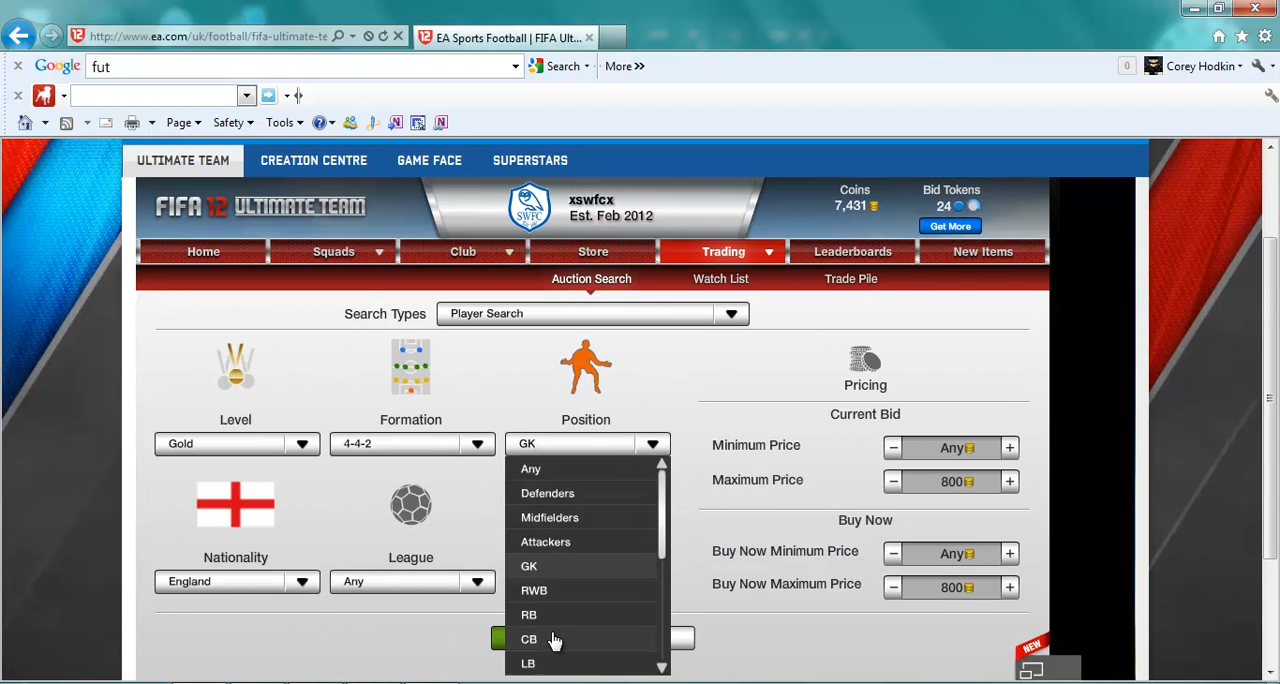 http://www.ea.com/uk/football/fifa-ultimate-te
EA Sports Football | FIFA Ult...
Google
fut
Search
More >>
0
Corey Hodkin
Page
Safety
Tools
ULTIMATE TEAM
CREATION CENTRE
GAME FACE
SUPERSTARS
FIFA 12 ULTIMATE TEAM
SWFC
xswfcx
Est. Feb 2012
Coins
7,431
Bid Tokens
24
Get More
Home
Squads
Club
Store
Trading
Leaderboards
New Items
Auction Search
Watch List
Trade Pile
Search Types
Player Search
Level
Formation
Position
Pricing
Gold
4-4-2
GK
Current Bid
Any
Defenders
Midfielders
Attackers
GK
RWB
RB
CB
LB
Minimum Price
Any
Maximum Price
800
Nationality
League
England
Any
Buy Now
Buy Now Minimum Price
Any
Buy Now Maximum Price
800
NEW